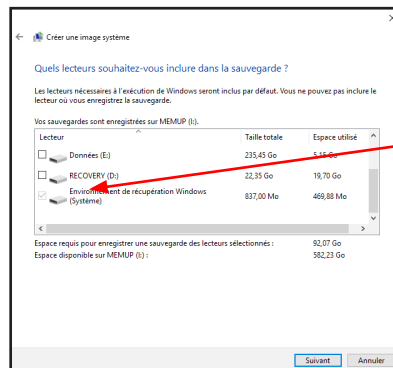 Créer une image système
Quels lecteurs souhaitez-vous inclure dans la sauvegarde ?
Les lecteurs nécessaires à l'exécution de Windows seront inclus par défaut. Vous ne pouvez pas inclure le
lecteur où vous enregistrez la sauvegarde.
Vos sauvegardes sont enregistrées sur MEMUP (I:).
Lecteur Taille totale Espace utilisé
Données (E:) 235,45 Go 5,15 Go
RECOVERY (D:) 22,35 Go 19,70 Go
Environnement de récupération Windows
(Système) 837,00 Mo 469,88 Mo
Espace requis pour enregistrer une sauvegarde des lecteurs sélectionnés : 92,07 Go
Espace disponible sur MEMUP (I:) : 582,23 Go
Suivant Annuler